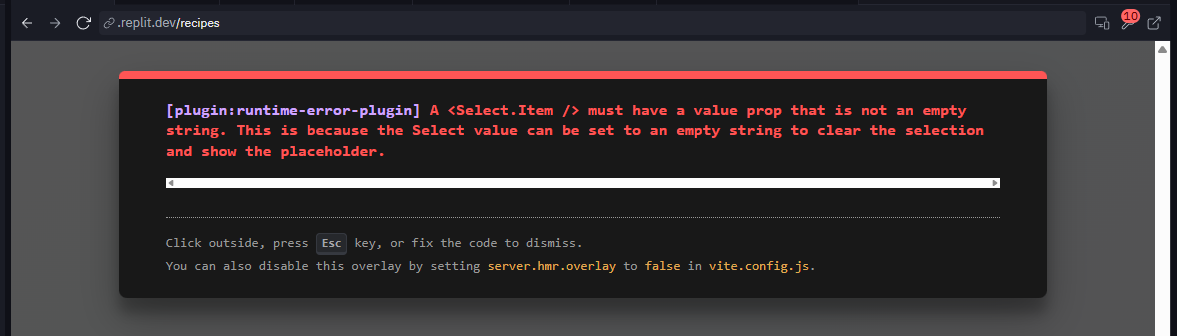 .replit.dev/recipes
10
[plugin:runtime-error-plugin] A <Select.Item /> must have a value prop that is not an empty
string. This is because the Select value can be set to an empty string to clear the selection
and show the placeholder.
Click outside, press Esc key, or fix the code to dismiss.
You can also disable this overlay by setting server.hmr.overlay to false in vite.config.js.